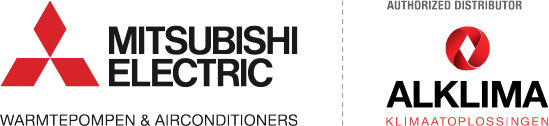 MITSUBISHI
ELECTRIC
WARMTEPOMPEN & AIRCONDITIONERS
AUTHORIZED DISTRIBUTOR
ALKLIMA
KLIMAATOPLOSSINGEN